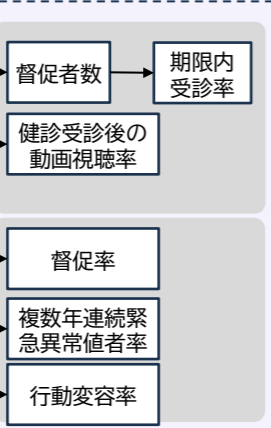 督促者数
期限内
受診率
健診受診後の
動画視聴率
督促率
複数年連続緊
急異常値者率
行動変容率